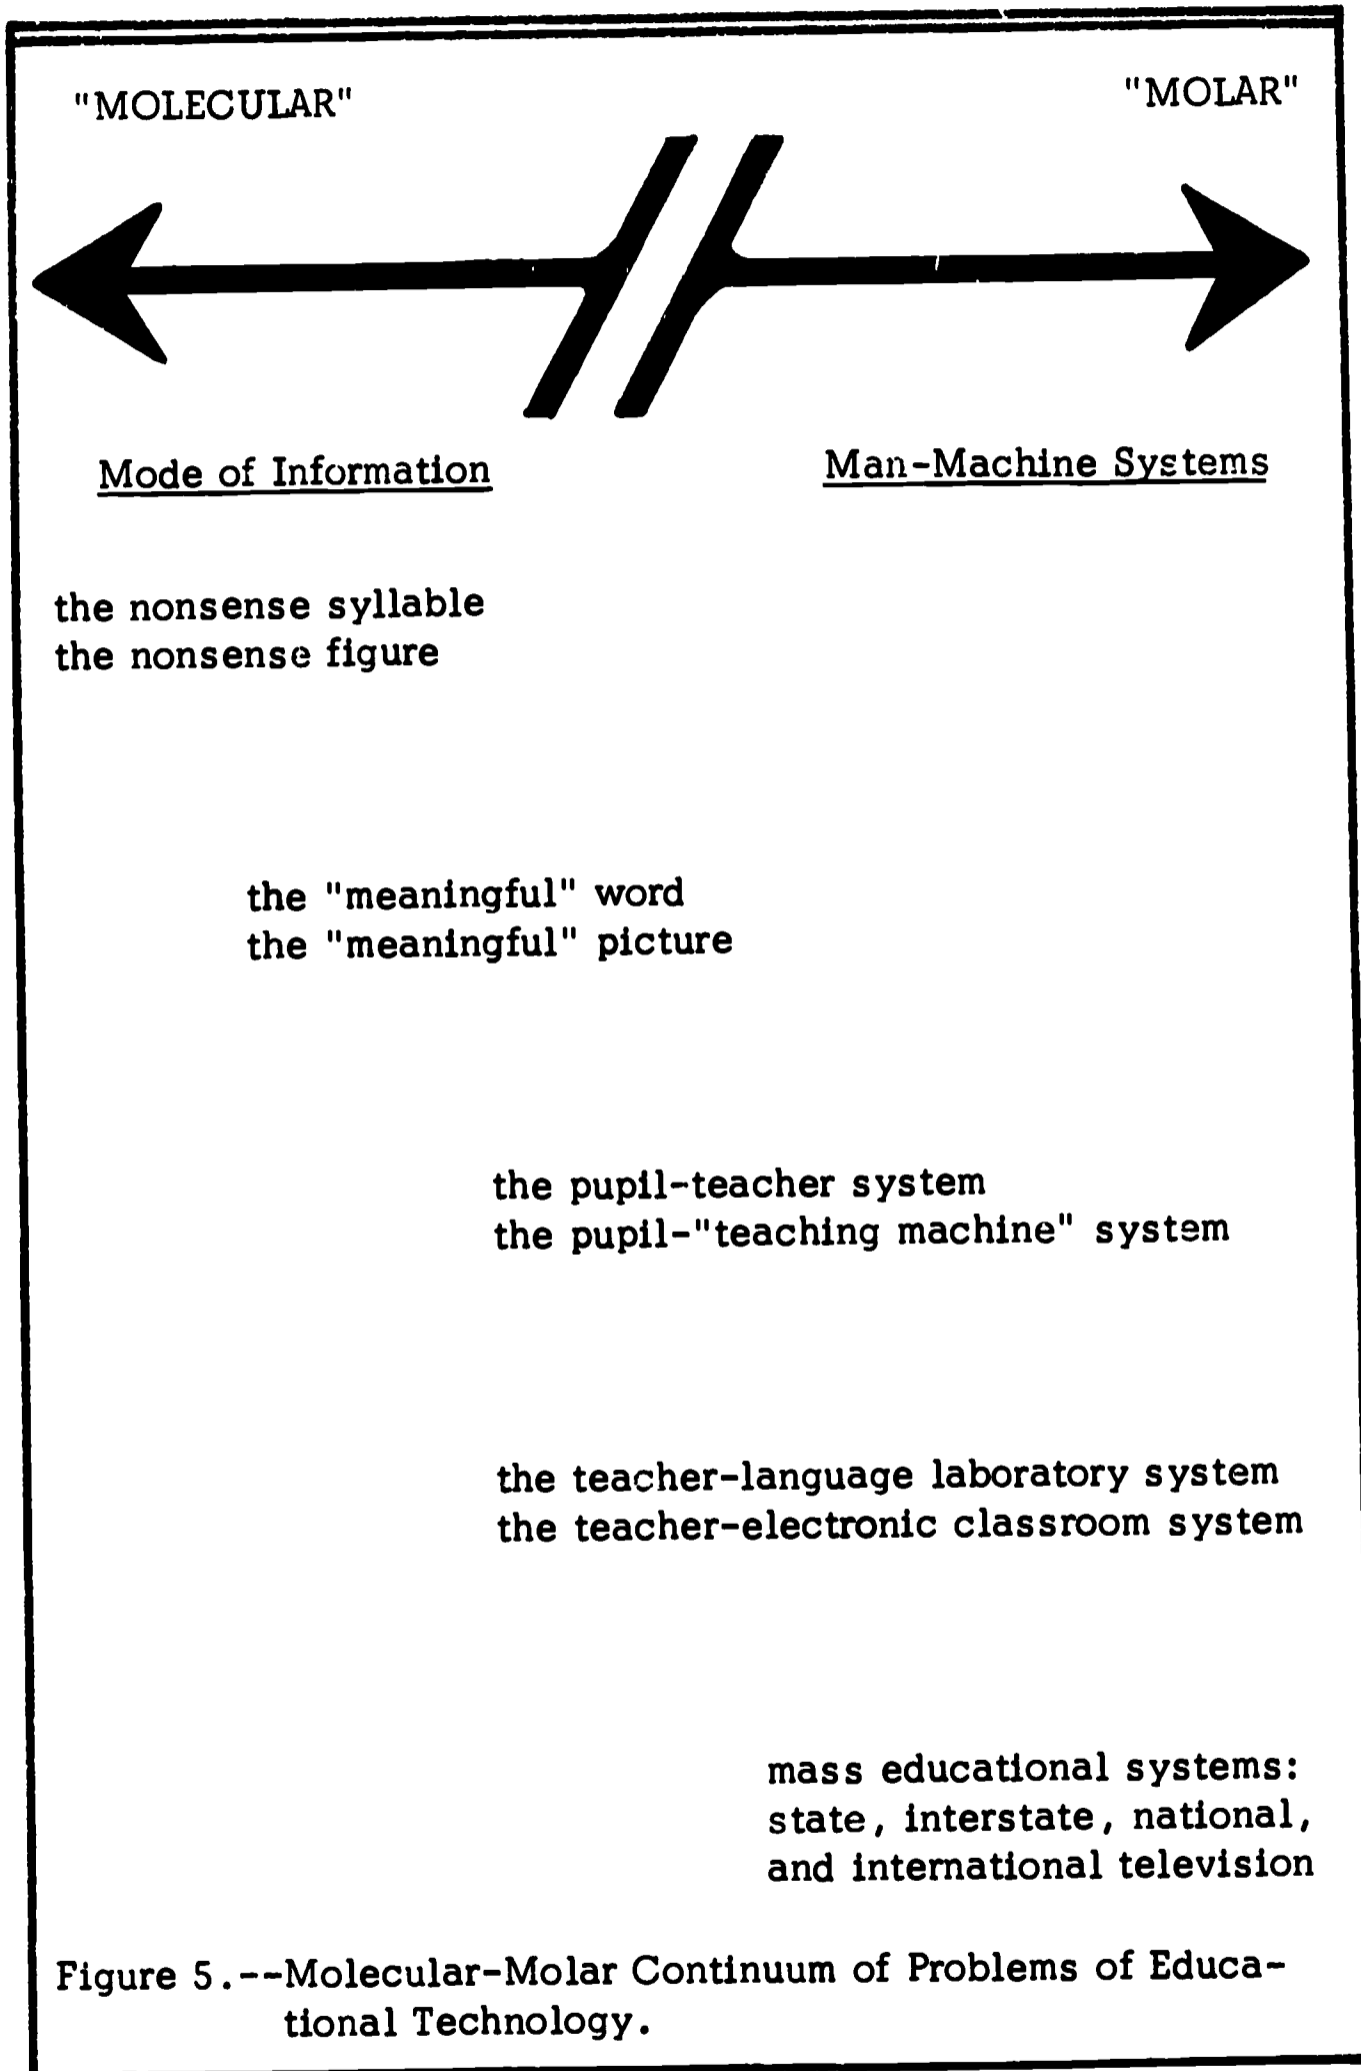 "MOLECULAR" "MOLAR"
Mode of Information Man-Machine Systems
the nonsense syllable
the nonsense figure
the "meaningful" word
the "meaningful" picture
the pupil-teacher system
the pupil-"teaching machine" system
the teacher-language laboratory system
the teacher-electronic classroom system
mass educational systems:
state, interstate, national,
and international television
Figure 5.--Molecular-Molar Continuum of Problems of Educa-
tional Technology.